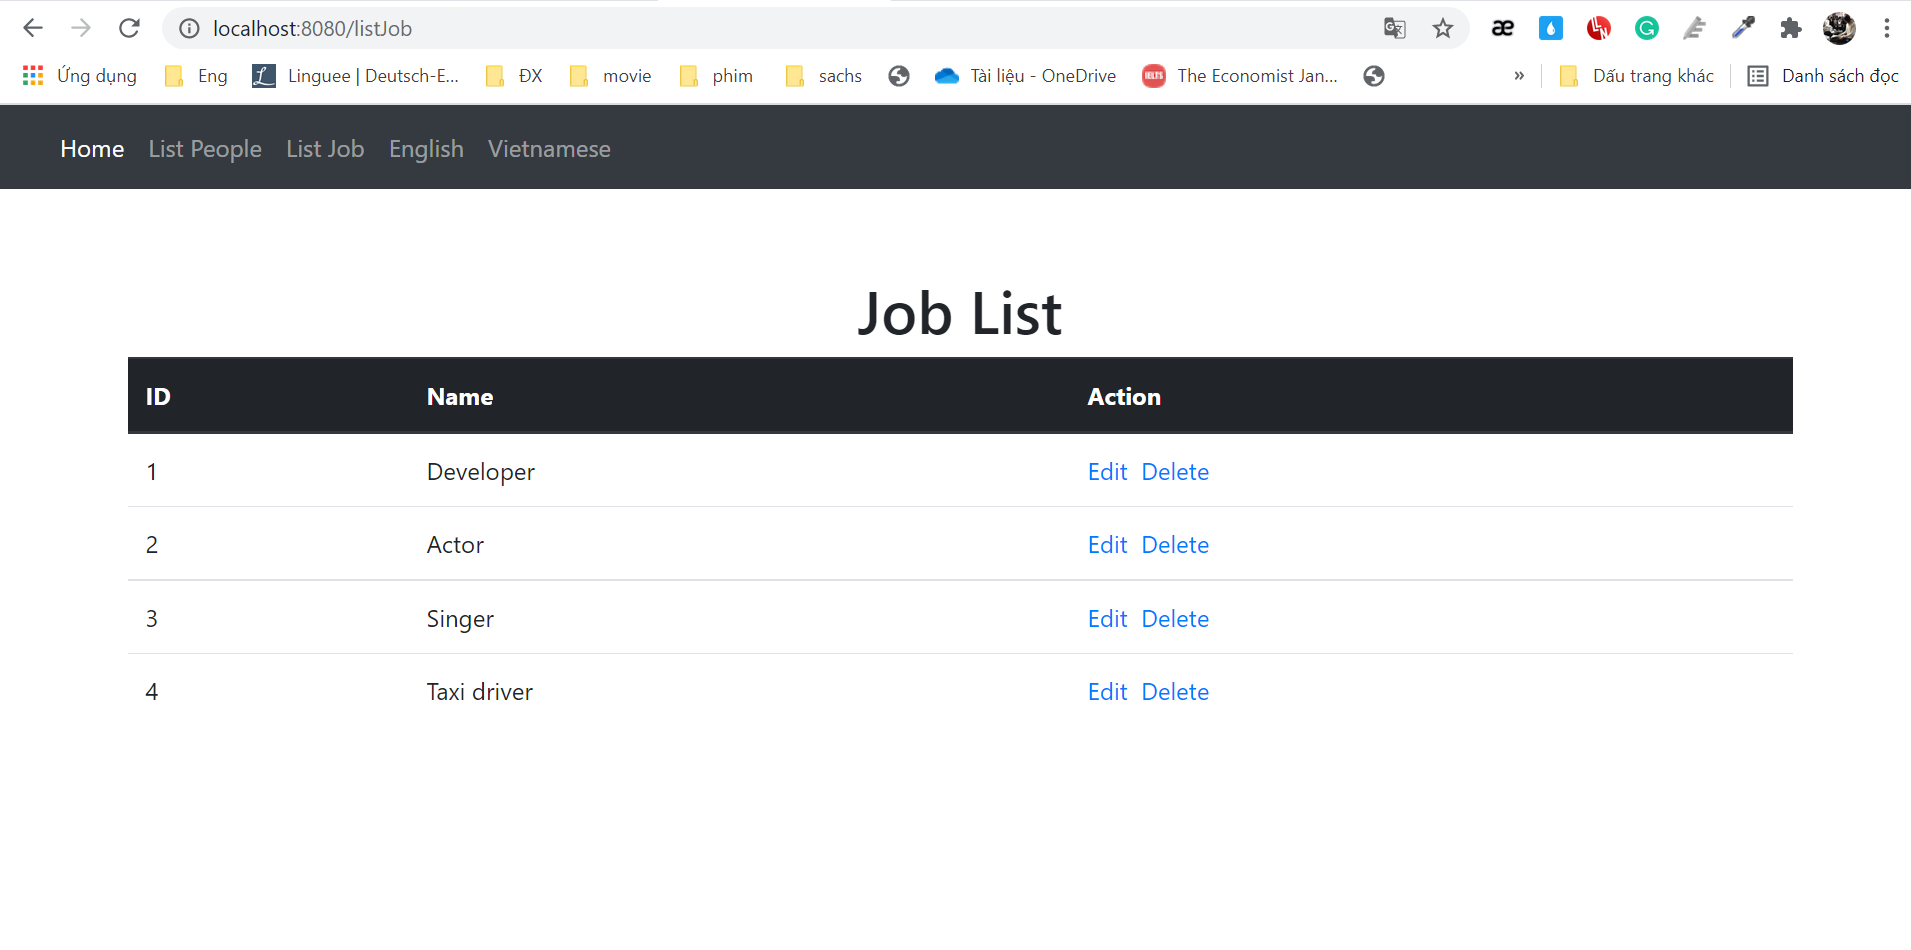 localhost:8080/listJob
Ứng dụng Eng Linguee | Deutsch-E... ĐX movie phim sachs Tài liệu - OneDrive IELTS The Economist Jan... » Dấu trang khác Danh sách đọc
Home List People List Job English Vietnamese
Job List
ID Name Action
1 Developer Edit Delete
2 Actor Edit Delete
3 Singer Edit Delete
4 Taxi driver Edit Delete